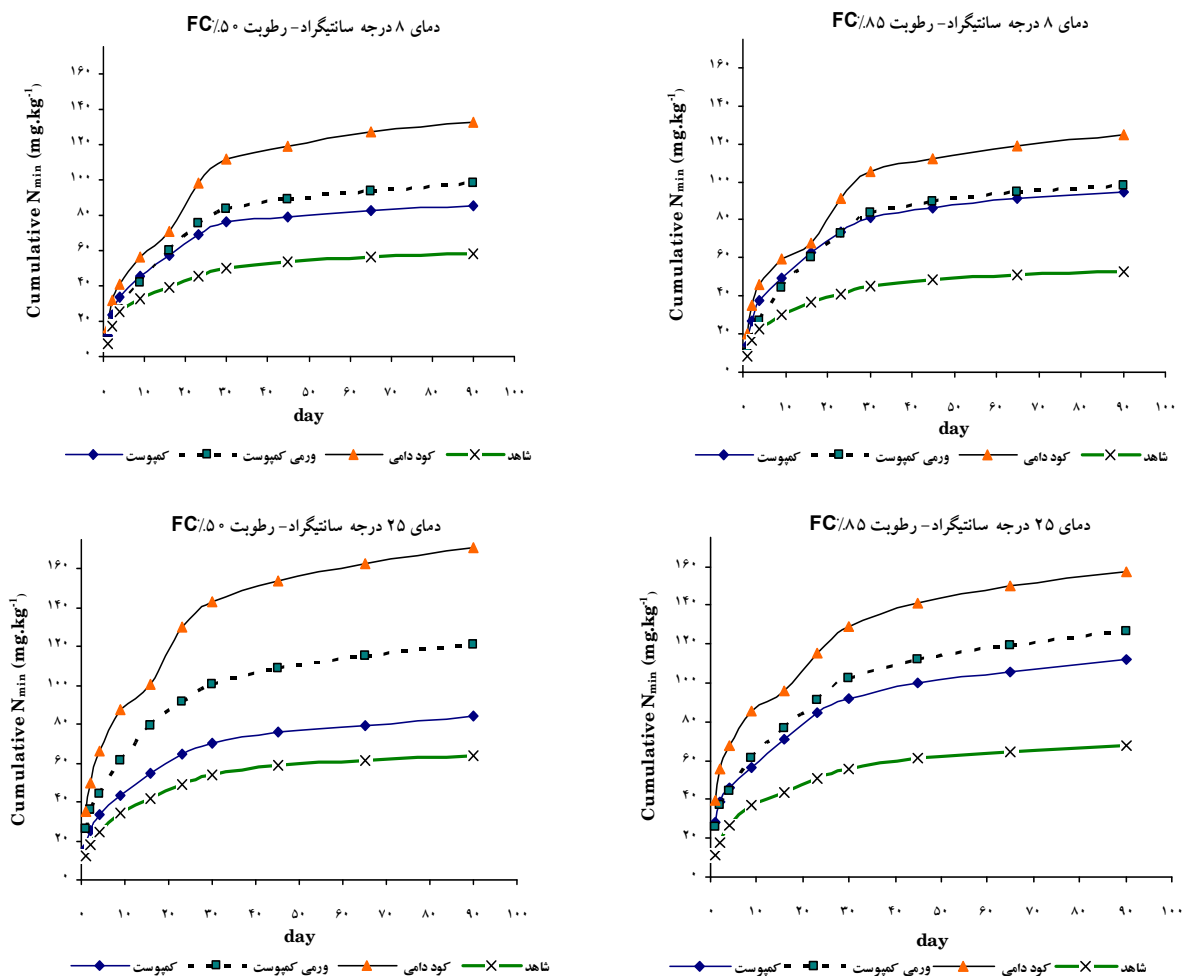 دمای ۸ درجه سانتیگراد- رطوبت ۵۰٪FC
Cumulative Nmin (mg.kg-1)
۱۶۰
۱۴۰
۱۲۰
۱۰۰
۸۰
۶۰
۴۰
۲۰
۰
۰ ۱۰ ۲۰ ۳۰ ۴۰ ۵۰ ۶۰ ۷۰ ۸۰ ۹۰ ۱۰۰
day
کمپوست ورمی کمپوست کود دامی شاهد
دمای ۸ درجه سانتیگراد- رطوبت ۸۵٪FC
Cumulative Nmin (mg.kg-1)
۱۶۰
۱۴۰
۱۲۰
۱۰۰
۸۰
۶۰
۴۰
۲۰
۰
۰ ۱۰ ۲۰ ۳۰ ۴۰ ۵۰ ۶۰ ۷۰ ۸۰ ۹۰ ۱۰۰
day
کمپوست ورمی کمپوست کود دامی شاهد
دمای ۲۵ درجه سانتیگراد- رطوبت ۵۰٪FC
Cumulative Nmin (mg.kg-1)
۱۶۰
۱۴۰
۱۲۰
۱۰۰
۸۰
۶۰
۴۰
۲۰
۰
۰ ۱۰ ۲۰ ۳۰ ۴۰ ۵۰ ۶۰ ۷۰ ۸۰ ۹۰ ۱۰۰
day
کمپوست ورمی کمپوست کود دامی شاهد
دمای ۲۵ درجه سانتیگراد- رطوبت ۸۵٪FC
Cumulative Nmin (mg.kg-1)
۱۶۰
۱۴۰
۱۲۰
۱۰۰
۸۰
۶۰
۴۰
۲۰
۰
۰ ۱۰ ۲۰ ۳۰ ۴۰ ۵۰ ۶۰ ۷۰ ۸۰ ۹۰ ۱۰۰
day
کمپوست ورمی کمپوست کود دامی شاهد